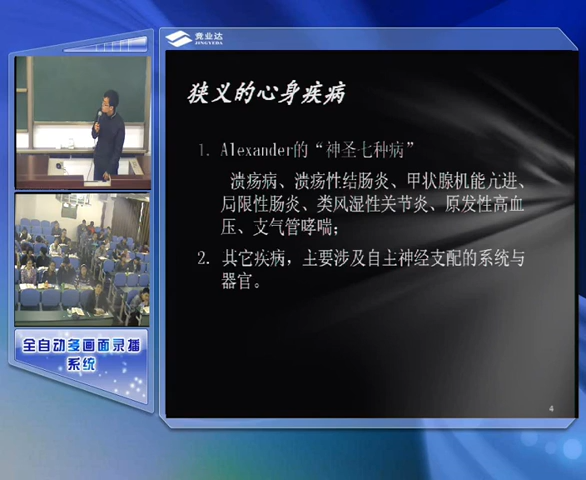 竞业达
JINGYEDA
狭义的心身疾病
1. Alexander的“神圣七种病”
溃疡病、溃疡性结肠炎、甲状腺机能亢进、
局限性肠炎、类风湿性关节炎、原发性高血
压、支气管哮喘;
2. 其它疾病，主要涉及自主神经支配的系统与
器官。
4
全自动多画面录播
系统